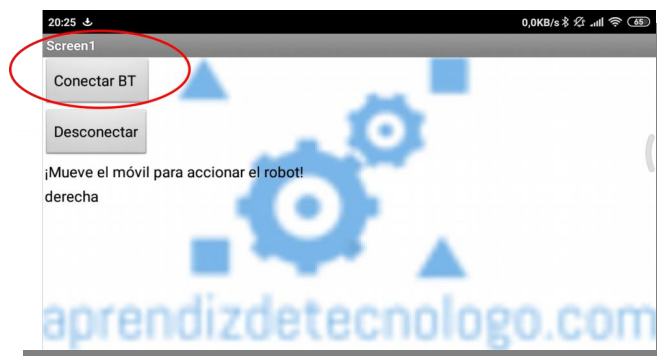 20:25 0,0KB/s 65
Screen1
Conectar BT
Desconectar
¡Mueve el móvil para accionar el robot!
derecha
aprendizdetecnologo.com